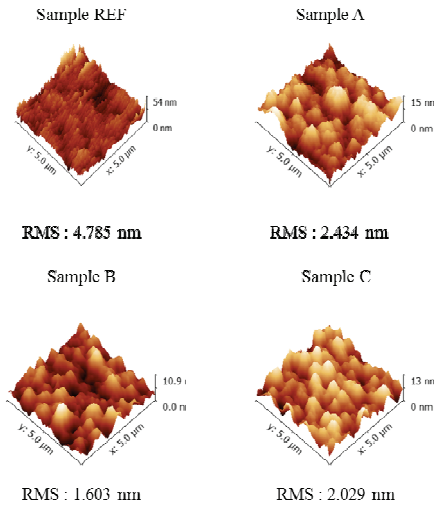 Sample REF
Sample A
54 nm
0 nm
y: 5.0 μm
x: 5.0 μm
15 nm
0 nm
y: 5.0 μm
x: 5.0 μm
RMS : 4.785 nm
RMS : 2.434 nm
Sample B
Sample C
10.9
0.0 n
y: 5.0 μm
x: 5.0 μm
13 nm
0 nm
y: 5.0 μm
x: 5.0 μm
RMS : 1.603 nm
RMS : 2.029 nm